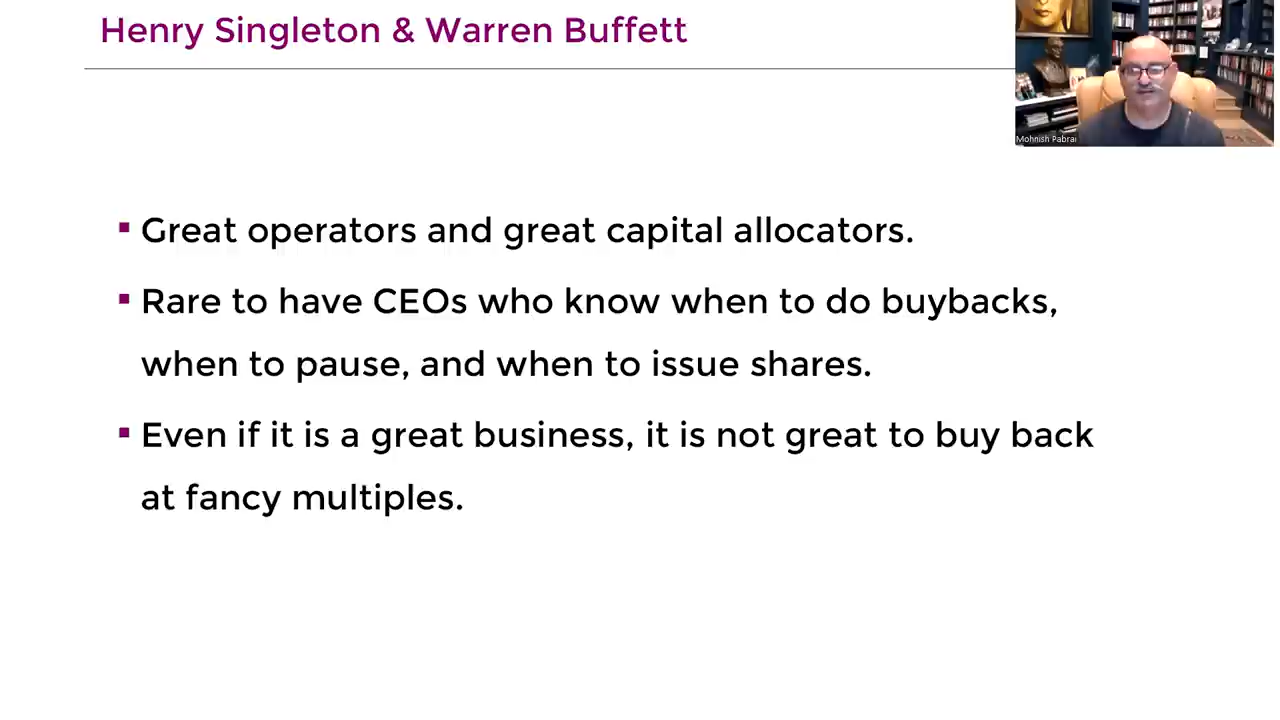 Henry Singleton & Warren Buffett
Mohnish Pabrai
▪ Great operators and great capital allocators.
▪ Rare to have CEOs who know when to do buybacks,
when to pause, and when to issue shares.
▪ Even if it is a great business, it is not great to buy back
at fancy multiples.